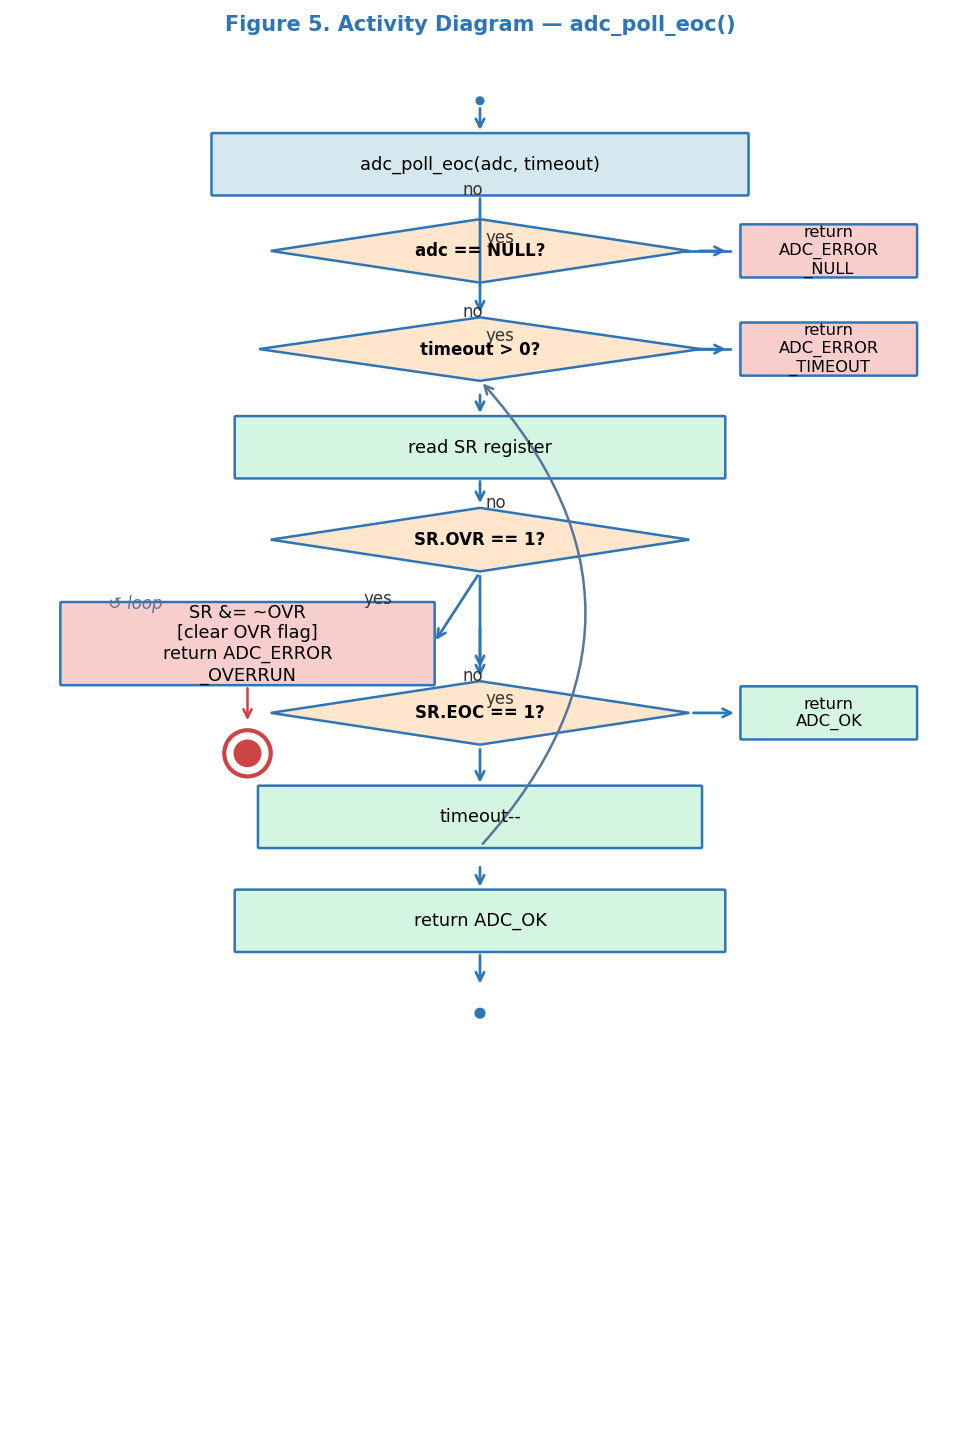 Figure 5. Activity Diagram — adc_poll_eoc()
adc_poll_eoc(adc, timeout)
no
yes
adc == NULL?
return
ADC_ERROR
_NULL
no
yes
timeout > 0?
return
ADC_ERROR
_TIMEOUT
read SR register
no
SR.OVR == 1?
yes
↺ loop
SR &= ~OVR
[clear OVR flag]
return ADC_ERROR
_OVERRUN
no
yes
SR.EOC == 1?
return
ADC_OK
timeout--
return ADC_OK